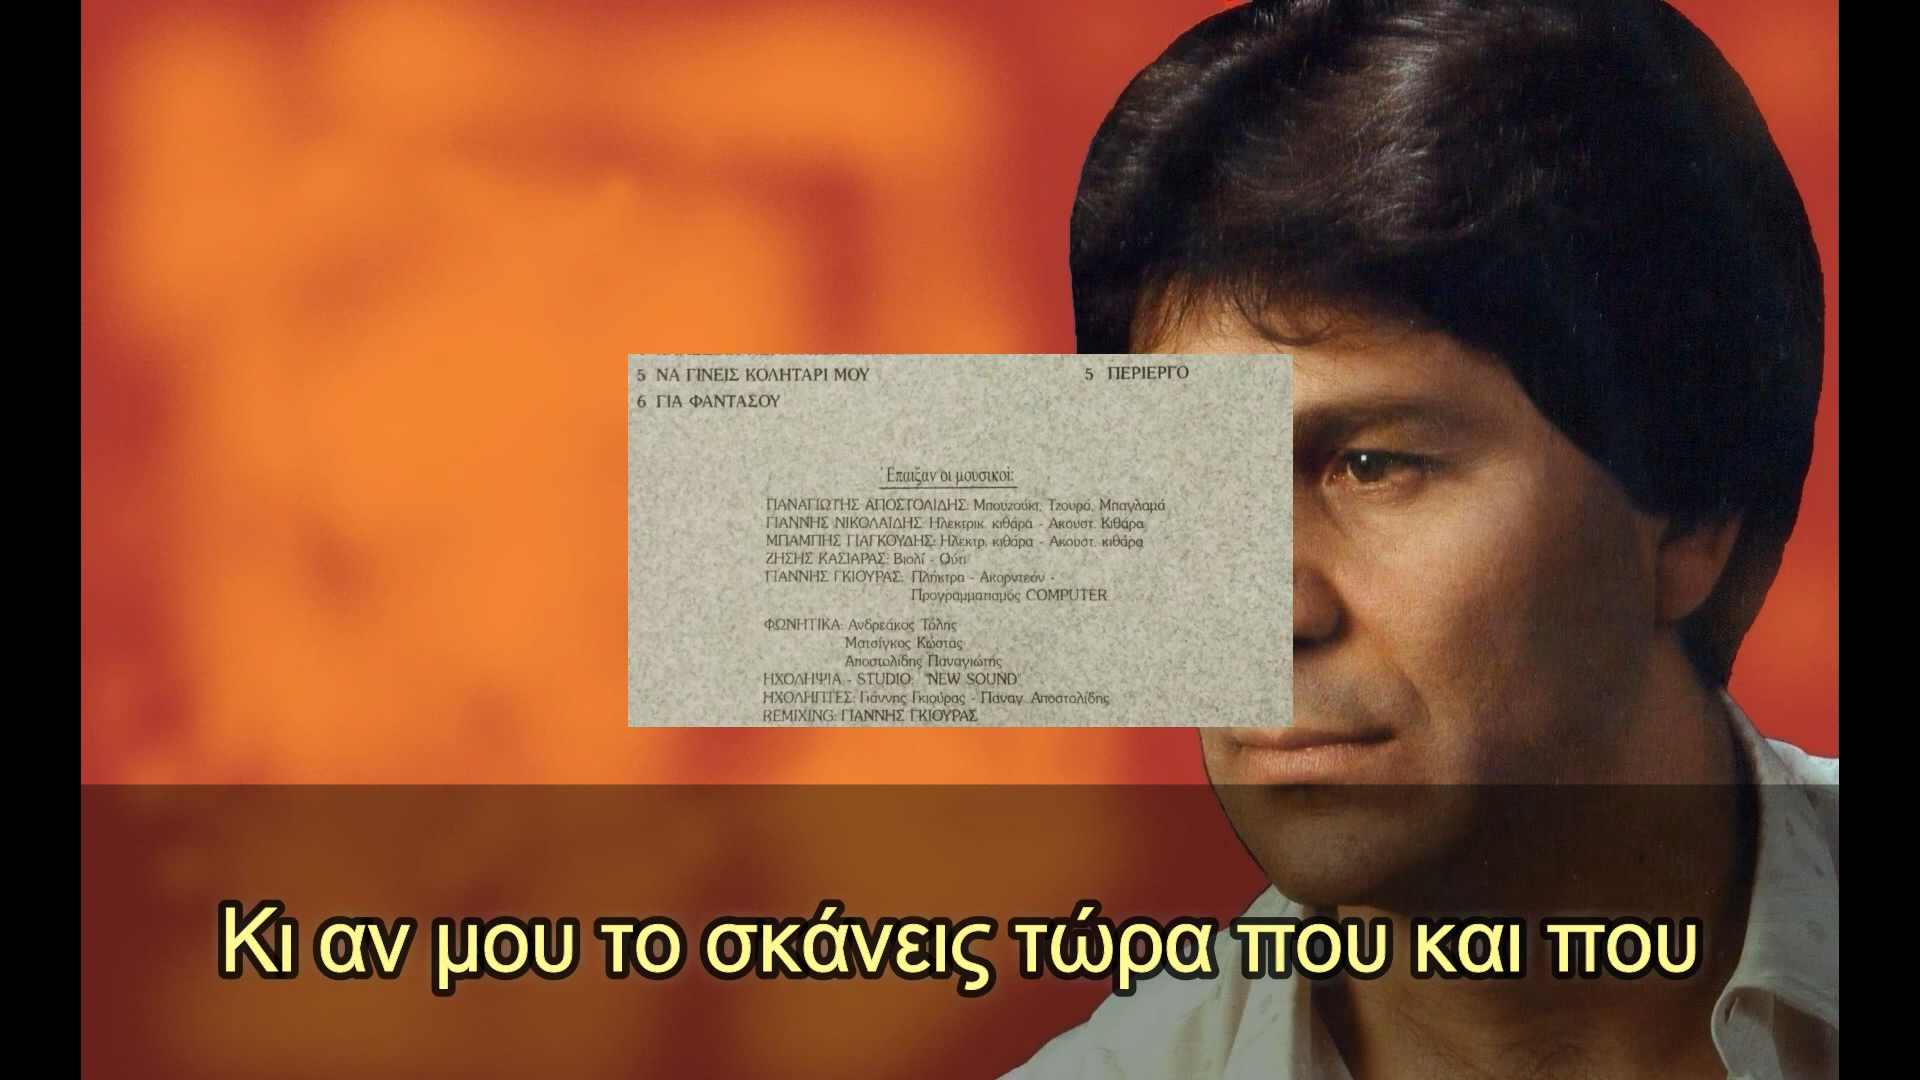 5 ΝΑ ΓΙΝΕΙΣ ΚΟΛΗΤΑΡΙ ΜΟΥ
5 ΠΕΡΙΕΡΓΟ
6 ΓΙΑ ΦΑΝΤΑΣΟΥ
Έπαιξαν οι μουσικοί:
ΠΑΝΑΓΙΩΤΗΣ ΑΠΟΣΤΟΛΙΔΗΣ: Μπουζούκι, Τζουρά, Μπαγλαμά
ΓΙΑΝΝΗΣ ΝΙΚΟΛΑΙΔΗΣ: Ηλεκτρικ. κιθάρα - Ακουστ. Κιθάρα
ΜΠΑΜΠΗΣ ΓΙΑΓΚΟΥΔΗΣ: Ηλεκτρ. κιθάρα - Ακουστ. κιθάρα
ΖΗΣΗΣ ΚΑΣΙΑΡΑΣ: Βιολί - Ούτι
ΓΙΑΝΝΗΣ ΓΚΙΟΥΡΑΣ: Πλήκτρα - Ακορντεόν -
Προγραμματισμός COMPUTER
ΦΩΝΗΤΙΚΑ: Ανδρεάκος Τόλης
Ματσίγκος Κώστας
Αποστολίδης Παναγιώτης
ΗΧΟΛΗΨΙΑ - STUDIO: "NEW SOUND"
ΗΧΟΛΗΠΤΕΣ: Γιάννης Γκιούρας - Παναγ. Αποστολίδης
REMIXING: ΓΙΑΝΝΗΣ ΓΚΙΟΥΡΑΣ
Κι αν μου το σκάνεις τώρα που και που